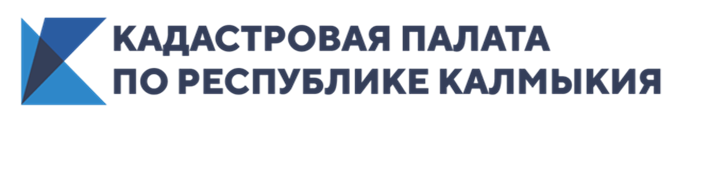 КАДАСТРОВАЯ ПАЛАТА
ПО РЕСПУБЛИКЕ КАЛМЫКИЯ